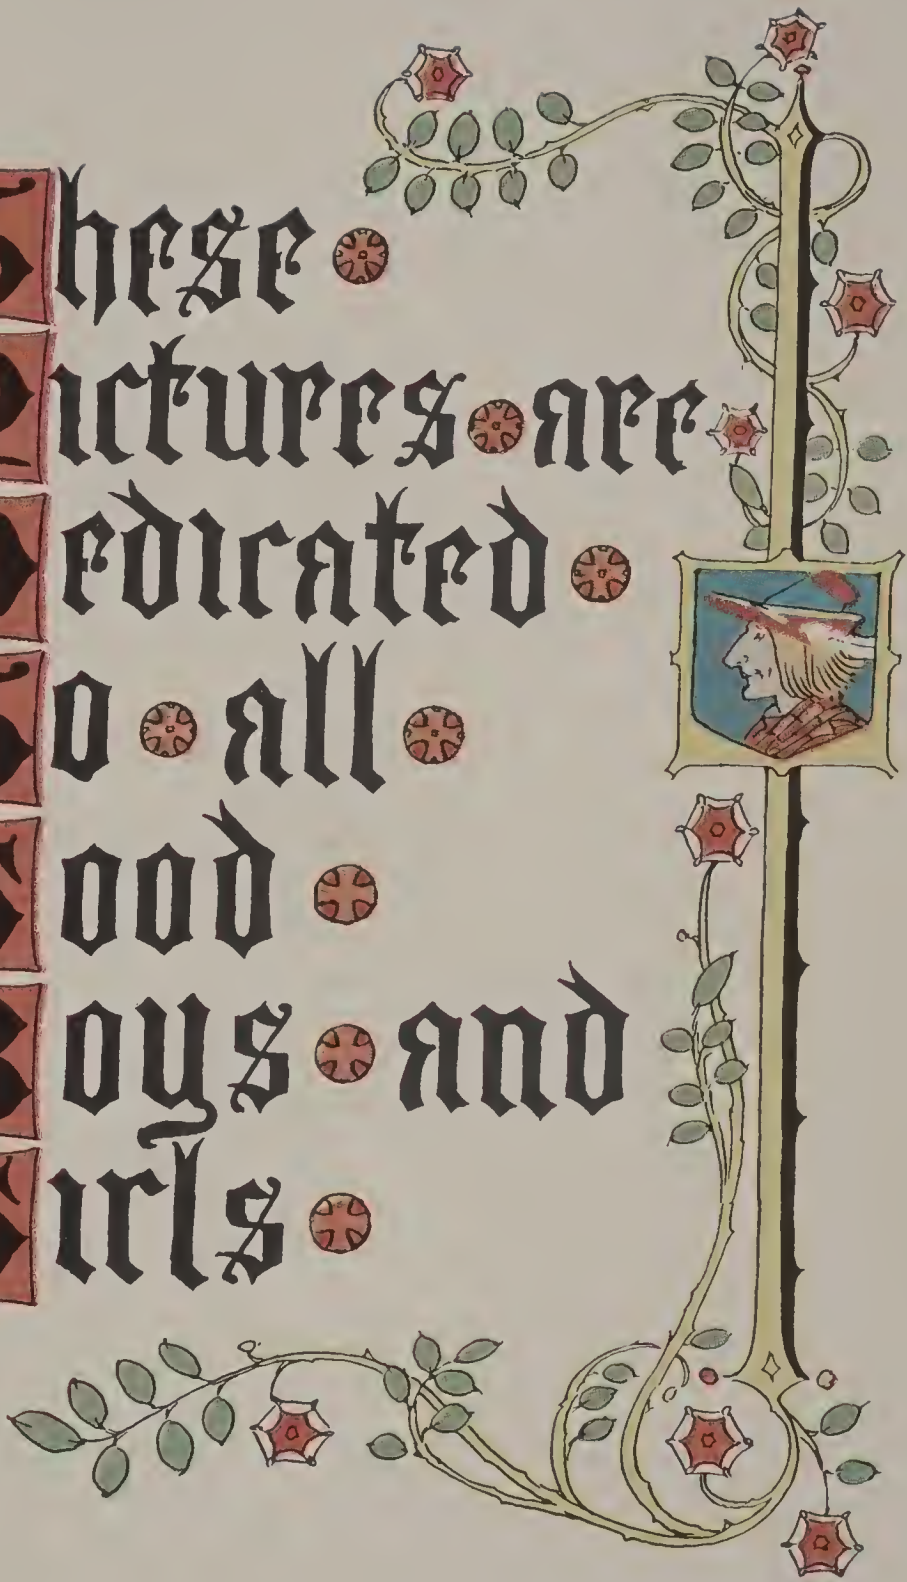 hese
ictures are
edicated
o all
ood
oys and
irls